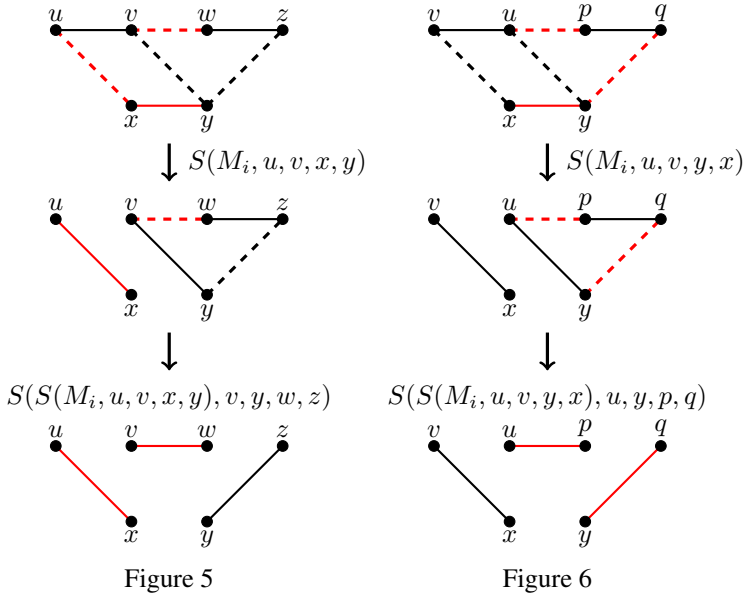 u v w z
x y
S(M_i, u, v, x, y)
u v w z
x y
S(S(M_i, u, v, x, y), v, y, w, z)
u v w z
x y
Figure 5
v u p q
x y
S(M_i, u, v, y, x)
v u p q
x y
S(S(M_i, u, v, y, x), u, y, p, q)
v u p q
x y
Figure 6